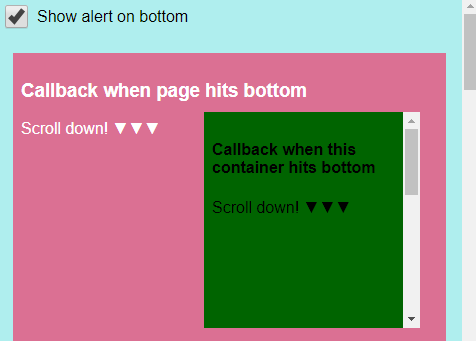 Show alert on bottom
Callback when page hits bottom
Scroll down! ▼▼▼
Callback when this
container hits bottom
Scroll down! ▼▼▼